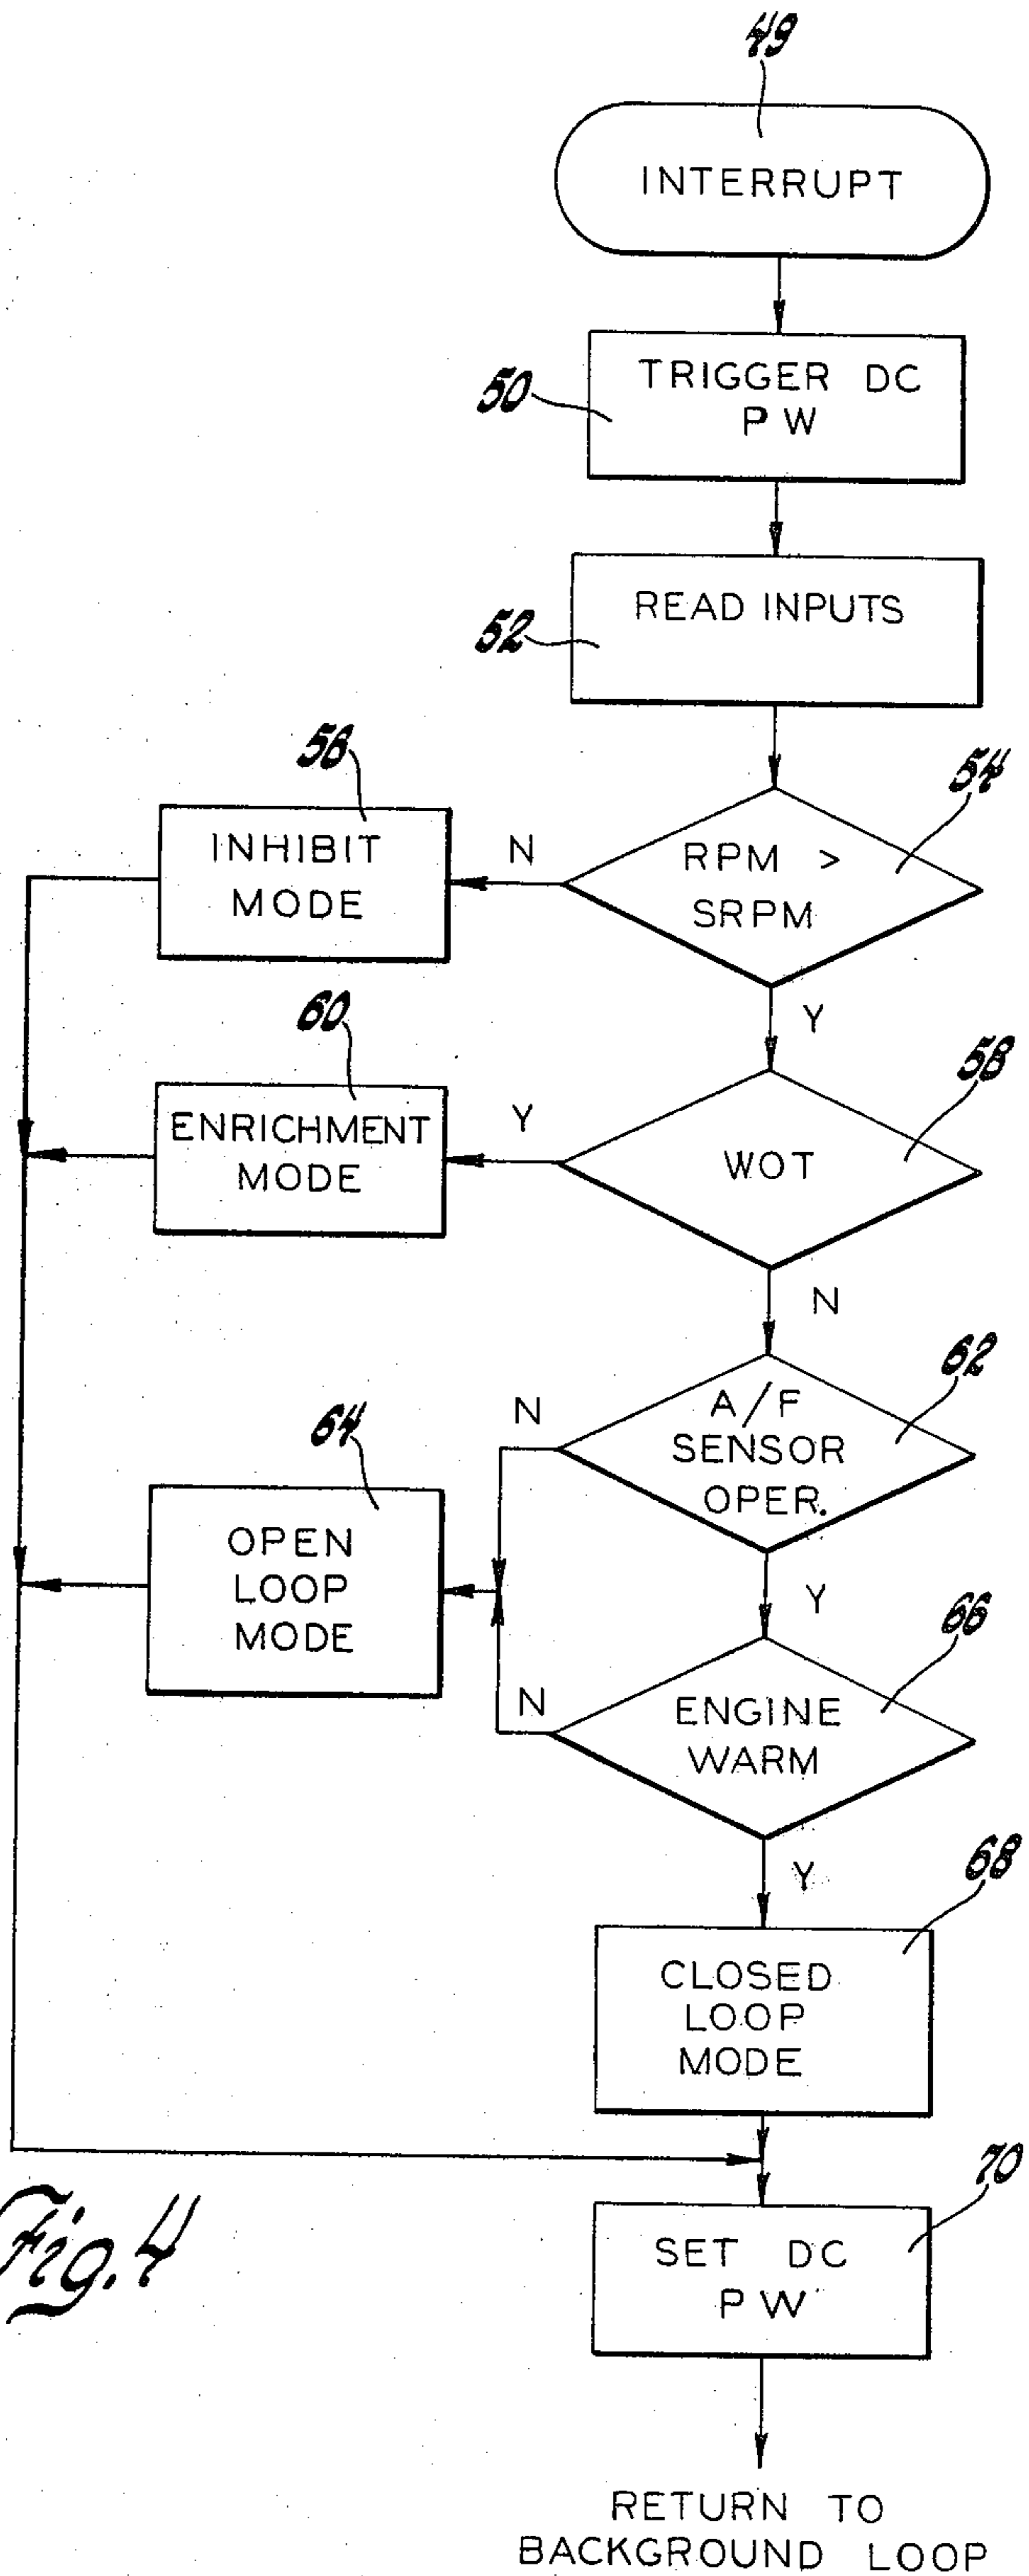 49
INTERRUPT
50
TRIGGER DC
PW
52
READ INPUTS
54
RPM >
SRPM
N
56
INHIBIT
MODE
Y
58
WOT
Y
60
ENRICHMENT
MODE
N
62
A/F
SENSOR
OPER.
N
64
OPEN
LOOP
MODE
Y
66
ENGINE
WARM
N
Y
68
CLOSED
LOOP
MODE
70
SET DC
PW
Fig. 4
RETURN TO
BACKGROUND LOOP